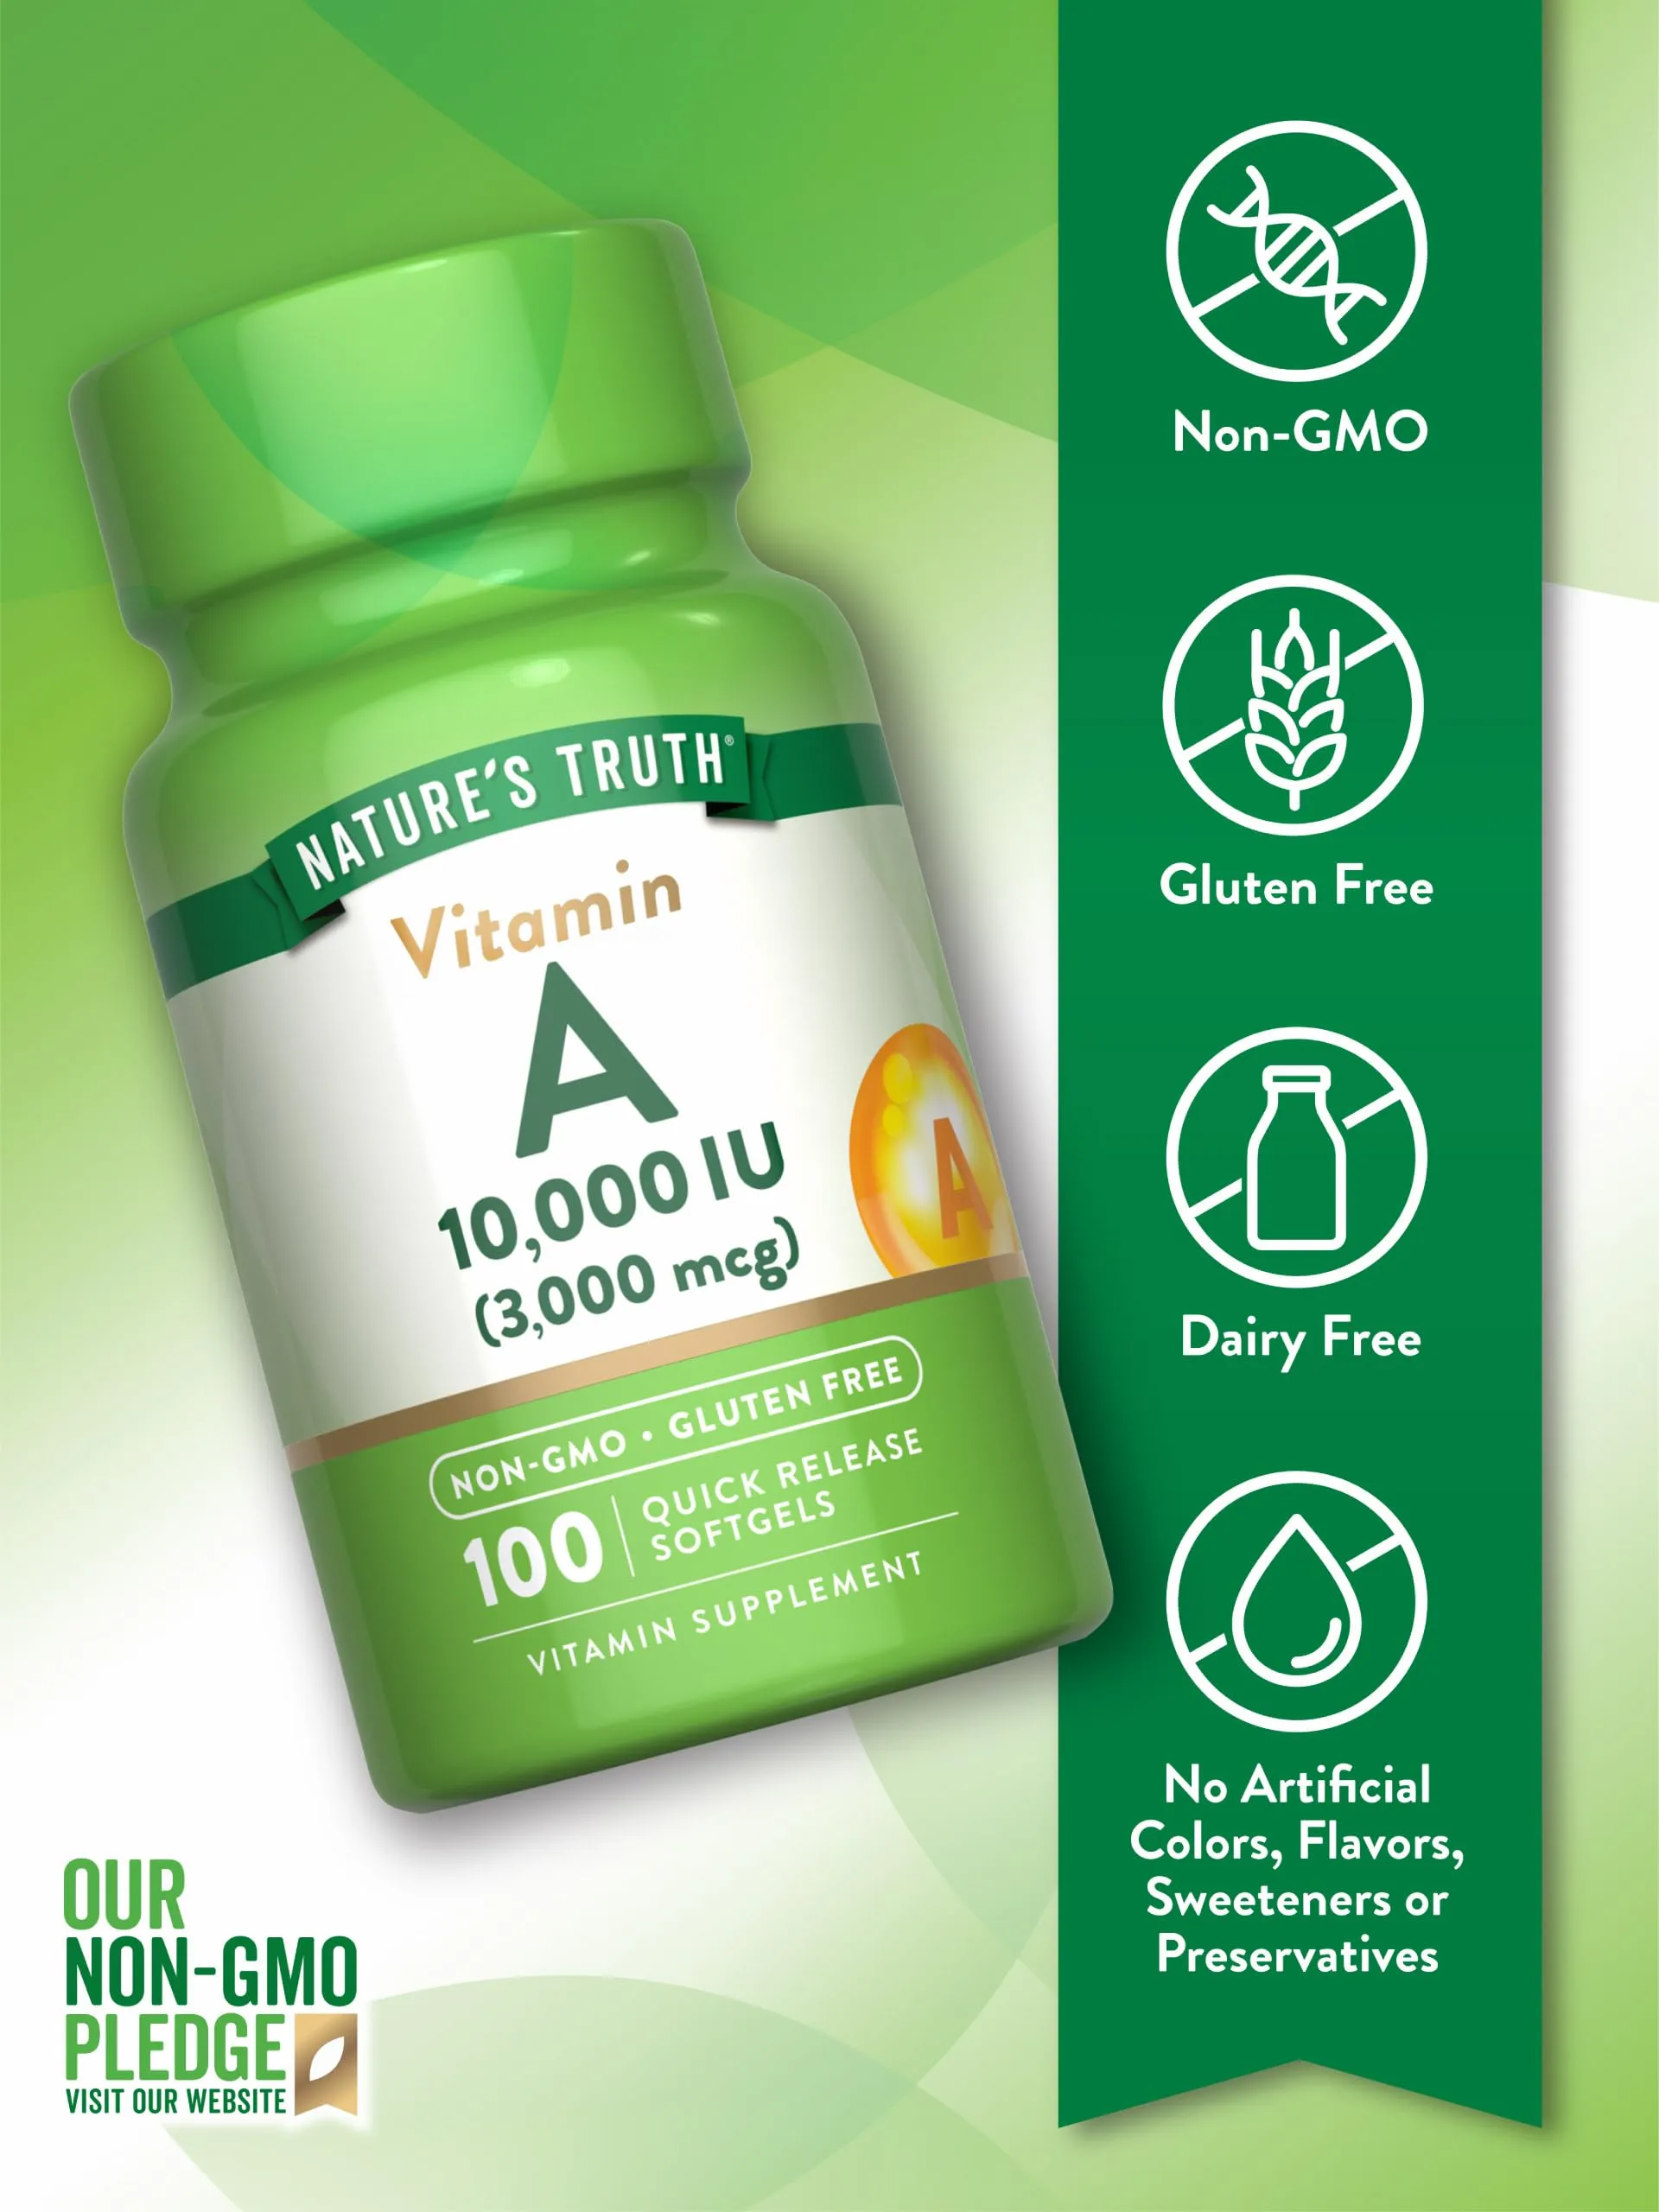 NATURE'S TRUTH®
Vitamin
A
10,000 IU
(3,000 mcg)
A
NON-GMO • GLUTEN FREE
100
QUICK RELEASE
SOFTGELS
VITAMIN SUPPLEMENT
Non-GMO
Gluten Free
Dairy Free
No Artificial
Colors, Flavors,
Sweeteners or
Preservatives
OUR
NON-GMO
PLEDGE
VISIT OUR WEBSITE